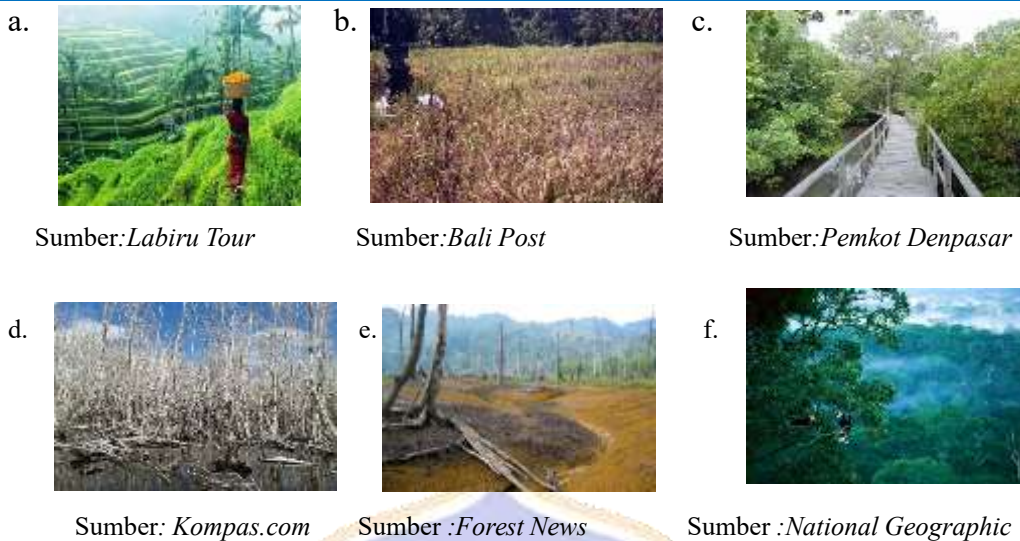 a.
b.
c.
Sumber:Labiru Tour
Sumber:Bali Post
Sumber:Pemkot Denpasar
d.
e.
f.
Sumber: Kompas.com
Sumber :Forest News
Sumber :National Geographic